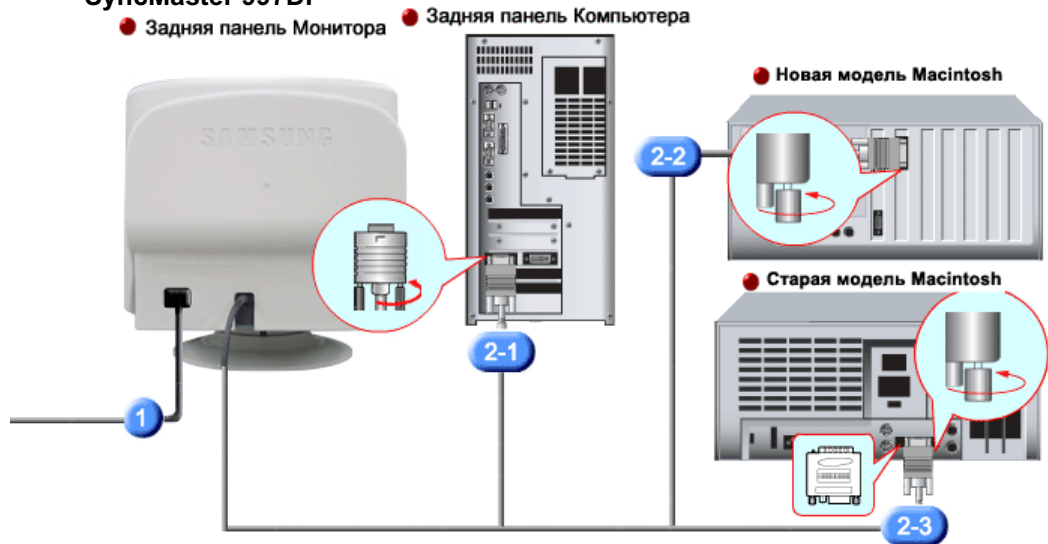 Задняя панель Монитора
Задняя панель Компьютера
SAMSUNG
Новая модель Macintosh
2-2
Старая модель Macintosh
2-1
1
2-3